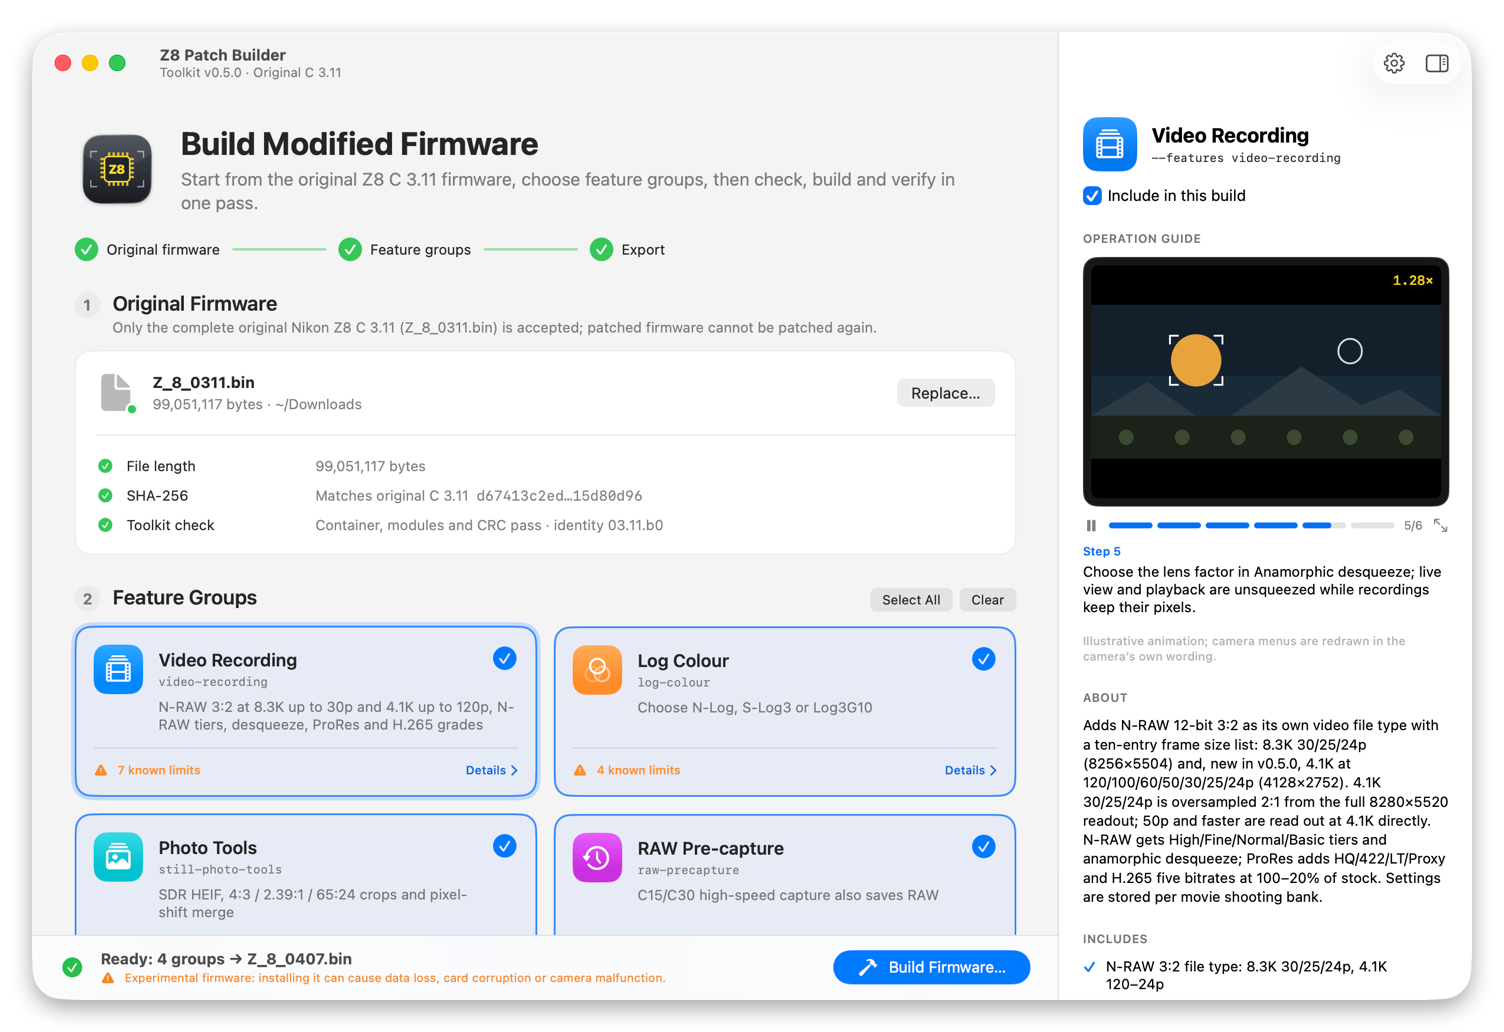 Z8 Patch Builder
Toolkit v0.5.0 · Original C 3.11
Z8
Build Modified Firmware
Start from the original Z8 C 3.11 firmware, choose feature groups, then check, build and verify in
one pass.
Original firmware
Feature groups
Export
1
Original Firmware
Only the complete original Nikon Z8 C 3.11 (Z_8_0311.bin) is accepted; patched firmware cannot be patched again.
Z_8_0311.bin
99,051,117 bytes · ~/Downloads
Replace...
File length 99,051,117 bytes
SHA-256 Matches original C 3.11 d67413c2ed…15d80d96
Toolkit check Container, modules and CRC pass · identity 03.11.b0
2
Feature Groups
Select All
Clear
Video Recording
video-recording
N-RAW 3:2 at 8.3K up to 30p and 4.1K up to 120p, N-
RAW tiers, desqueeze, ProRes and H.265 grades
7 known limits
Details
Log Colour
log-colour
Choose N-Log, S-Log3 or Log3G10
4 known limits
Details
Photo Tools
still-photo-tools
SDR HEIF, 4:3 / 2.39:1 / 65:24 crops and pixel-
shift merge
RAW Pre-capture
raw-precapture
C15/C30 high-speed capture also saves RAW
Ready: 4 groups → Z_8_0407.bin
Experimental firmware: installing it can cause data loss, card corruption or camera malfunction.
Build Firmware...
Video Recording
--features video-recording
Include in this build
OPERATION GUIDE
1.28×
5/6
Step 5
Choose the lens factor in Anamorphic desqueeze; live
view and playback are unsqueezed while recordings
keep their pixels.
Illustrative animation; camera menus are redrawn in the
camera's own wording.
ABOUT
Adds N-RAW 12-bit 3:2 as its own video file type with
a ten-entry frame size list: 8.3K 30/25/24p
(8256×5504) and, new in v0.5.0, 4.1K at
120/100/60/50/30/25/24p (4128×2752). 4.1K
30/25/24p is oversampled 2:1 from the full 8280×5520
readout; 50p and faster are read out at 4.1K directly.
N-RAW gets High/Fine/Normal/Basic tiers and
anamorphic desqueeze; ProRes adds HQ/422/LT/Proxy
and H.265 five bitrates at 100–20% of stock. Settings
are stored per movie shooting bank.
INCLUDES
N-RAW 3:2 file type: 8.3K 30/25/24p, 4.1K
120–24p